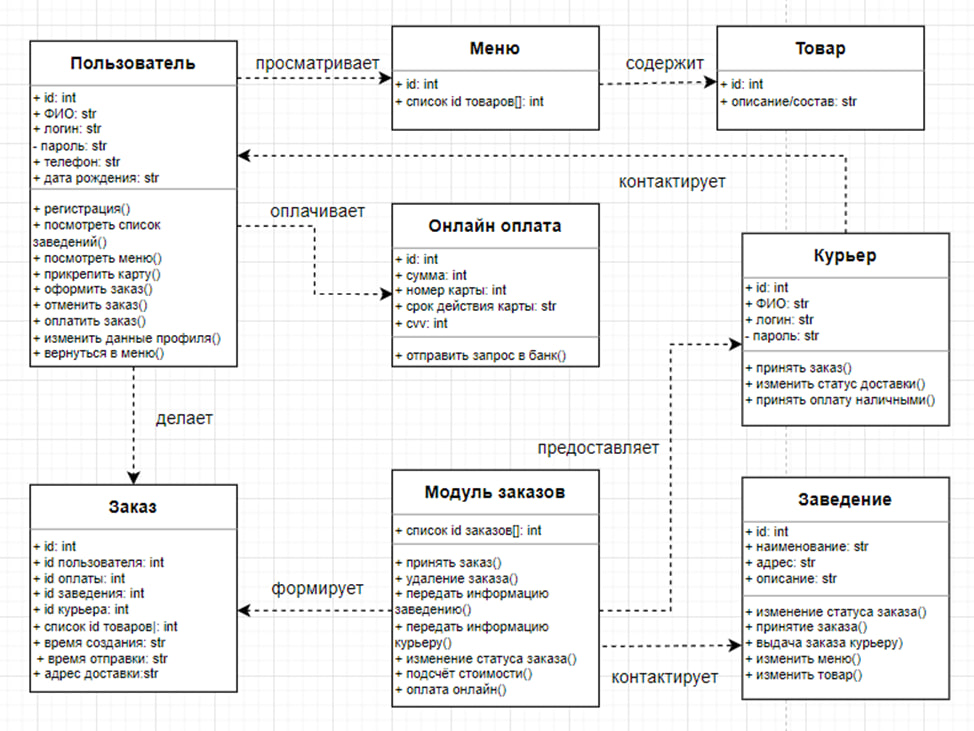 Пользователь
+ id: int
+ ФИО: str
+ логин: str
- пароль: str
+ телефон: str
+ дата рождения: str
+ регистрация()
+ посмотреть список
заведений()
+ посмотреть меню()
+ прикрепить карту()
+ оформить заказ()
+ отменить заказ()
+ оплатить заказ()
+ изменить данные профиля()
+ вернуться в меню()
просматривает
Меню
+ id: int
+ список id товаров[]: int
содержит
Товар
+ id: int
+ описание/состав: str
контактирует
оплачивает
Онлайн оплата
+ id: int
+ сумма: int
+ номер карты: int
+ срок действия карты: str
+ cvv: int
+ отправить запрос в банк()
Курьер
+ id: int
+ ФИО: str
+ логин: str
- пароль: str
+ принять заказ()
+ изменить статус доставки()
+ принять оплату наличными()
делает
предоставляет
Заказ
+ id: int
+ id пользователя: int
+ id оплаты: int
+ id заведения: int
+ id курьера: int
+ список id товаров|: int
+ время создания: str
+ время отправки: str
+ адрес доставки:str
формирует
Модуль заказов
+ список id заказов[]: int
+ принять заказ()
+ удаление заказа()
+ передать информацию
заведению()
+ передать информацию
курьеру()
+ изменение статуса заказа()
+ подсчёт стоимости()
+ оплата онлайн()
контактирует
Заведение
+ id: int
+ наименование: str
+ адрес: str
+ описание: str
+ изменение статуса заказа()
+ принятие заказа()
+ выдача заказа курьеру)
+ изменить меню()
+ изменить товар()